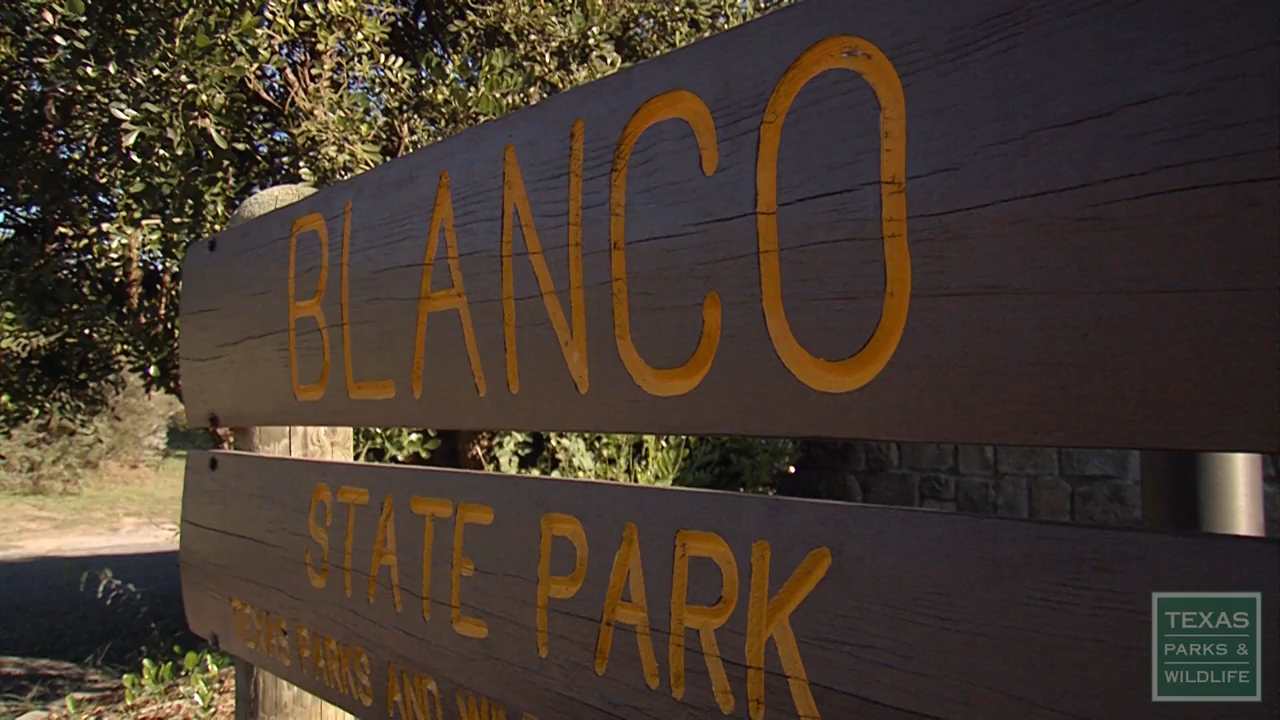 BLANCO
STATE PARK
TEXAS PARKS AND
TEXAS
PARKS &
WILDLIFE